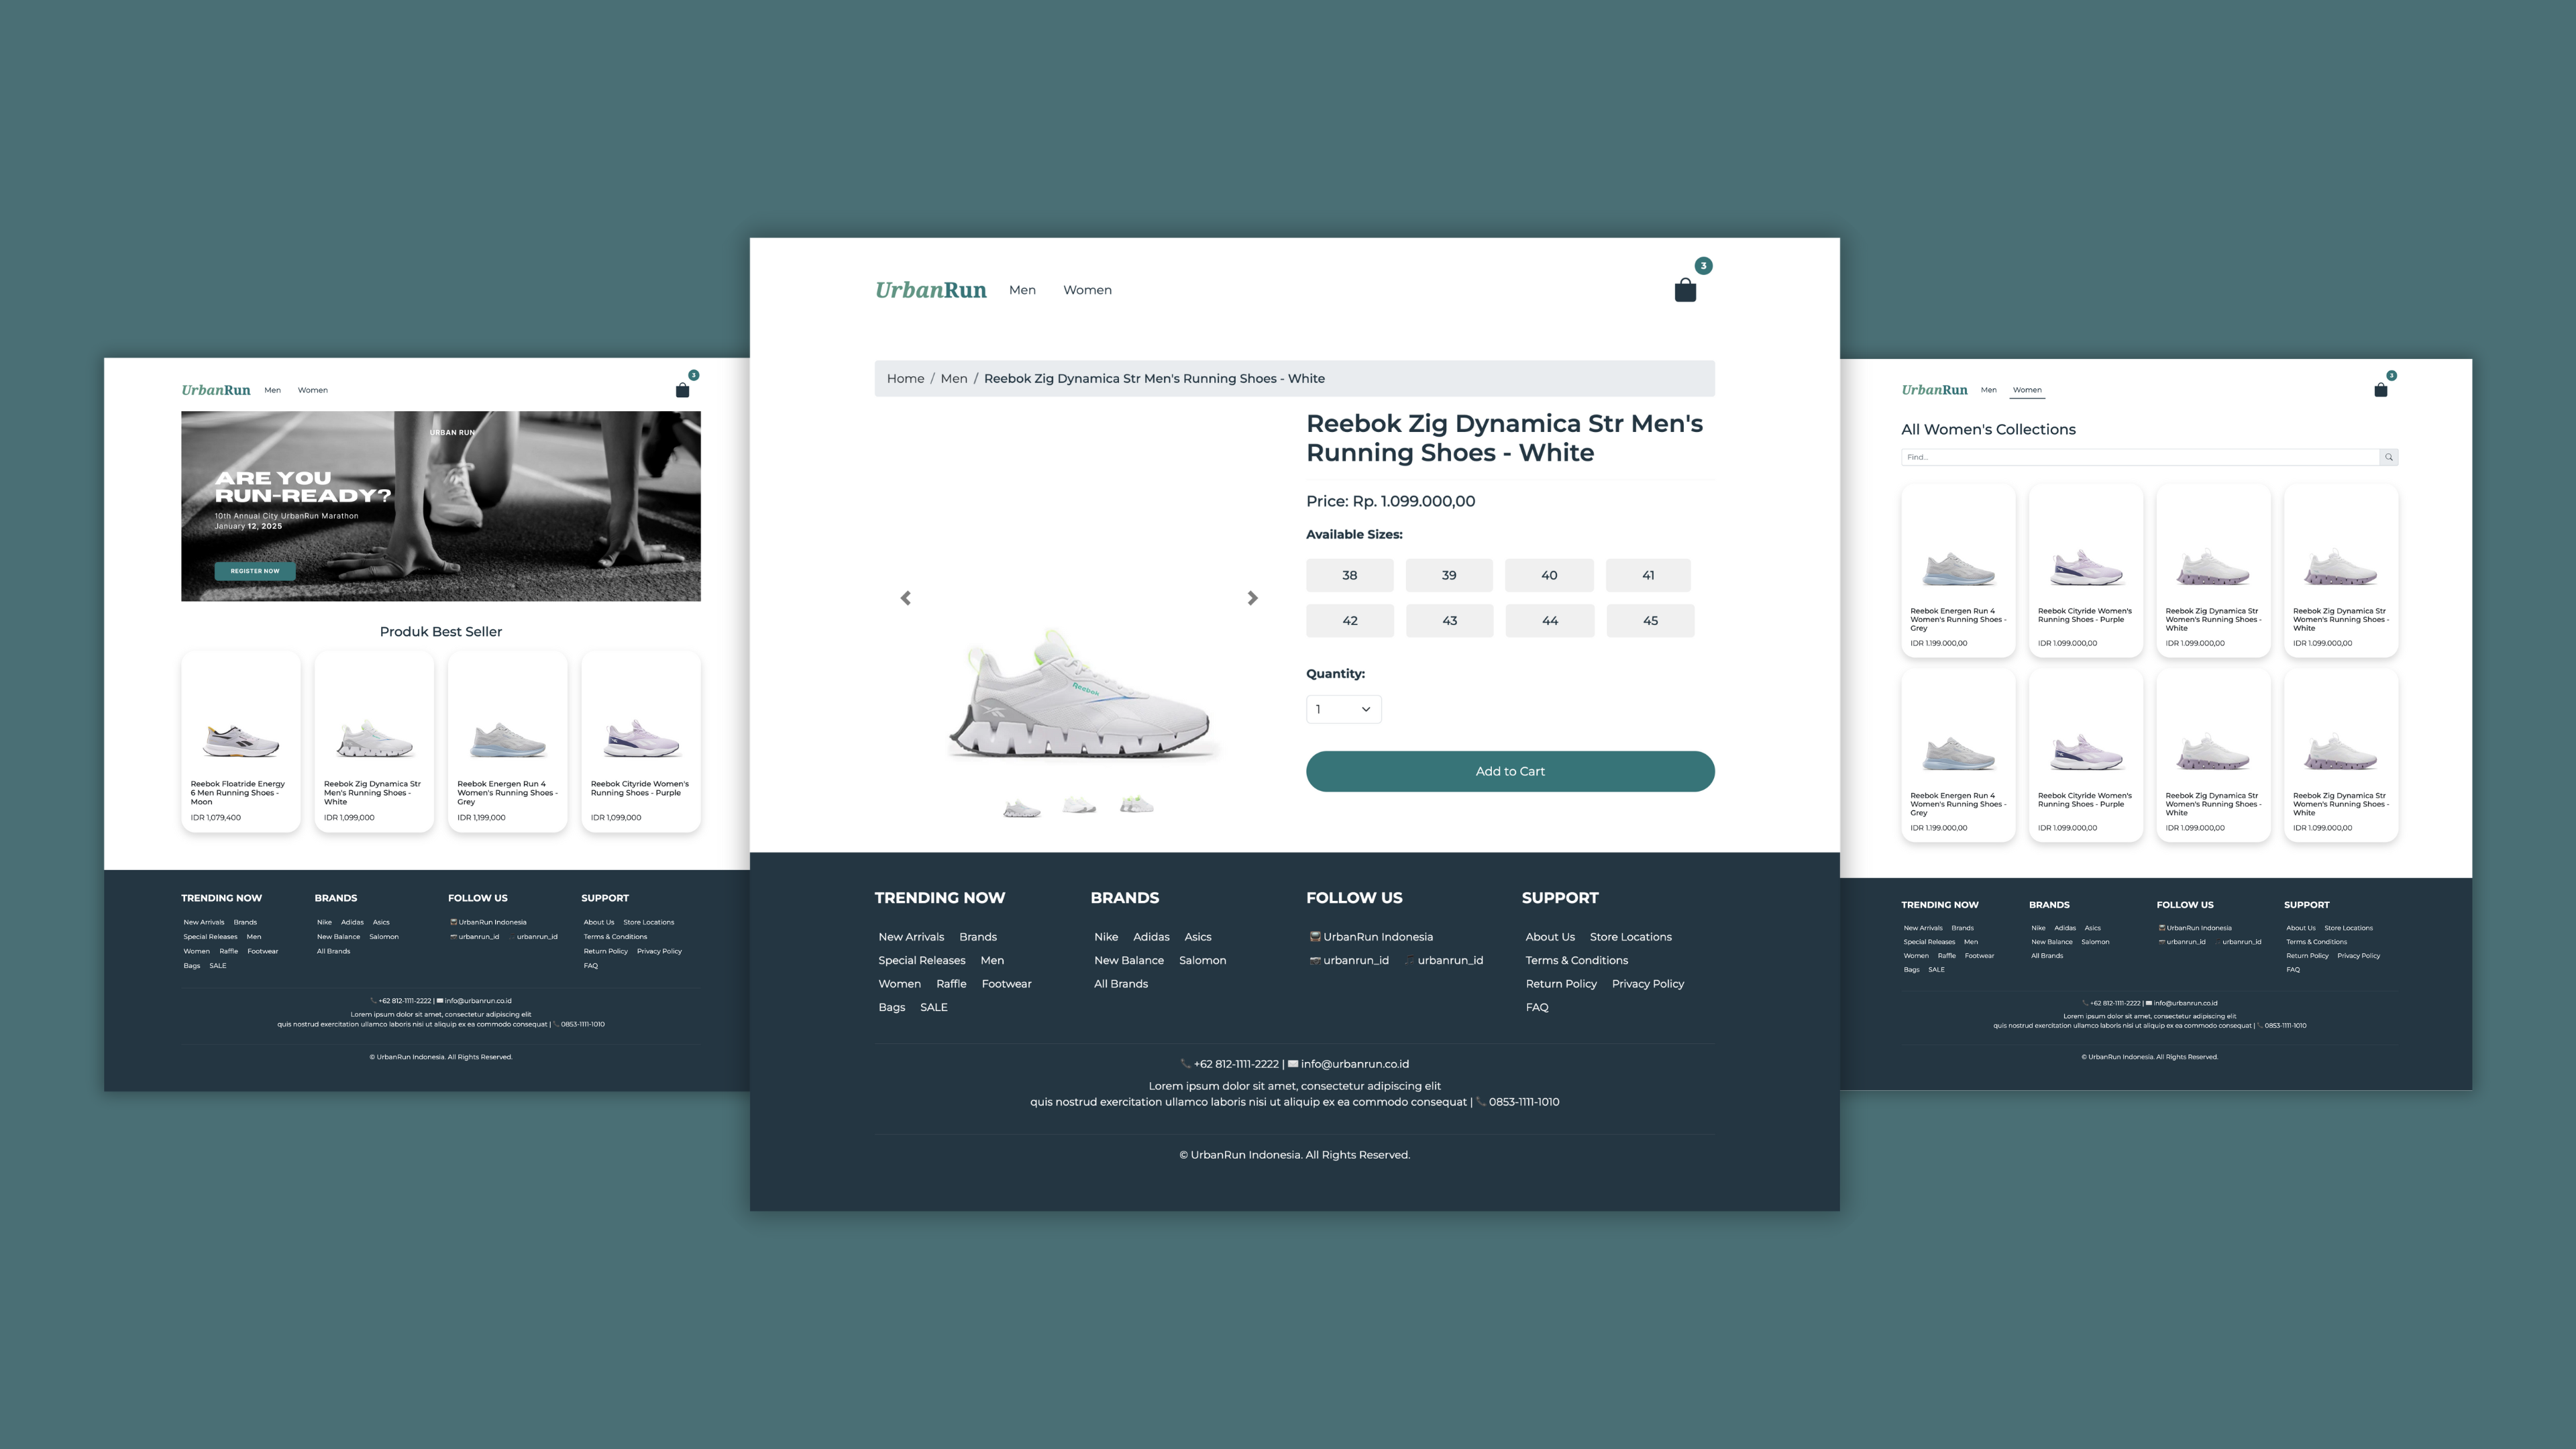 UrbanRun Men Women 3
URBAN RUN
ARE YOU
RUN-READY?
10th Annual City UrbanRun Marathon
January 12, 2025
REGISTER NOW
Produk Best Seller
Reebok Floatride Energy
6 Men Running Shoes -
Moon
IDR 1,079,400
Reebok Zig Dynamica Str
Men's Running Shoes -
White
IDR 1,099,000
Reebok Energen Run 4
Women's Running Shoes -
Grey
IDR 1,199,000
Reebok Cityride Women's
Running Shoes - Purple
IDR 1,099,000
TRENDING NOW
New Arrivals Brands
Special Releases Men
Women Raffle Footwear
Bags SALE
BRANDS
Nike Adidas Asics
New Balance Salomon
All Brands
FOLLOW US
UrbanRun Indonesia
urbanrun_id urbanrun_id
SUPPORT
About Us Store Locations
Terms & Conditions
Return Policy Privacy Policy
FAQ
+62 812-1111-2222 | info@urbanrun.co.id
Lorem ipsum dolor sit amet, consectetur adipiscing elit
quis nostrud exercitation ullamco laboris nisi ut aliquip ex ea commodo consequat | 0853-1111-1010
© UrbanRun Indonesia. All Rights Reserved.
UrbanRun Men Women 3
Home / Men / Reebok Zig Dynamica Str Men's Running Shoes - White
Reebok
Reebok Zig Dynamica Str Men's
Running Shoes - White
Price: Rp. 1.099.000,00
Available Sizes:
38 39 40 41
42 43 44 45
Quantity:
1
Add to Cart
TRENDING NOW
New Arrivals Brands
Special Releases Men
Women Raffle Footwear
Bags SALE
BRANDS
Nike Adidas Asics
New Balance Salomon
All Brands
FOLLOW US
UrbanRun Indonesia
urbanrun_id urbanrun_id
SUPPORT
About Us Store Locations
Terms & Conditions
Return Policy Privacy Policy
FAQ
+62 812-1111-2222 | info@urbanrun.co.id
Lorem ipsum dolor sit amet, consectetur adipiscing elit
quis nostrud exercitation ullamco laboris nisi ut aliquip ex ea commodo consequat | 0853-1111-1010
© UrbanRun Indonesia. All Rights Reserved.
UrbanRun Men Women 3
All Women's Collections
Find...
Reebok Energen Run 4
Women's Running Shoes -
Grey
IDR 1.199.000,00
Reebok Cityride Women's
Running Shoes - Purple
IDR 1.099.000,00
Reebok Zig Dynamica Str
Women's Running Shoes -
White
IDR 1.099.000,00
Reebok Zig Dynamica Str
Women's Running Shoes -
White
IDR 1.099.000,00
Reebok Energen Run 4
Women's Running Shoes -
Grey
IDR 1.199.000,00
Reebok Cityride Women's
Running Shoes - Purple
IDR 1.099.000,00
Reebok Zig Dynamica Str
Women's Running Shoes -
White
IDR 1.099.000,00
Reebok Zig Dynamica Str
Women's Running Shoes -
White
IDR 1.099.000,00
TRENDING NOW
New Arrivals Brands
Special Releases Men
Women Raffle Footwear
Bags SALE
BRANDS
Nike Adidas Asics
New Balance Salomon
All Brands
FOLLOW US
UrbanRun Indonesia
urbanrun_id urbanrun_id
SUPPORT
About Us Store Locations
Terms & Conditions
Return Policy Privacy Policy
FAQ
+62 812-1111-2222 | info@urbanrun.co.id
Lorem ipsum dolor sit amet, consectetur adipiscing elit
quis nostrud exercitation ullamco laboris nisi ut aliquip ex ea commodo consequat | 0853-1111-1010
© UrbanRun Indonesia. All Rights Reserved.